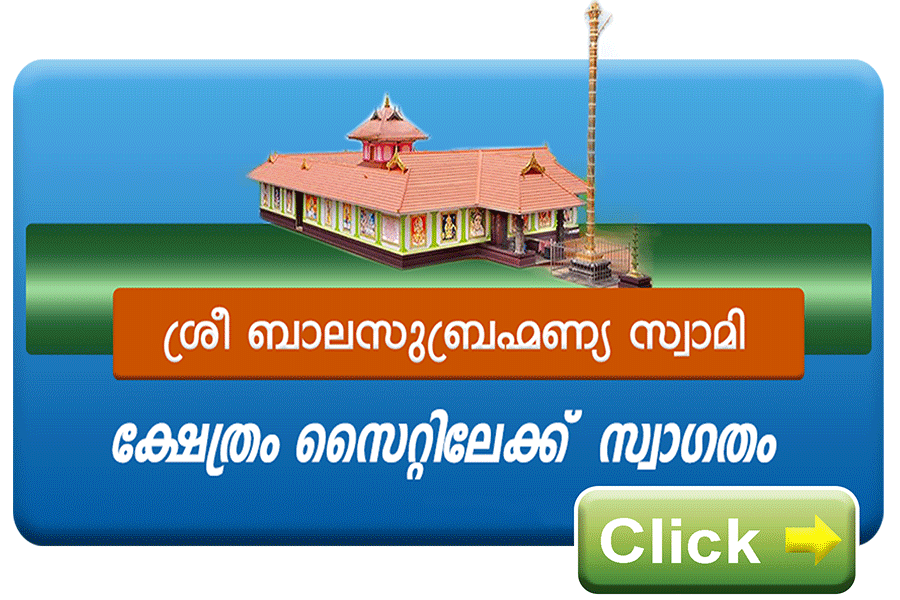 ശ്രീ ബാലസുബ്രഹ്മണ്യ സ്വാമി
ക്ഷേത്രം സൈറ്റിലേക്ക് സ്വാഗതം
Click